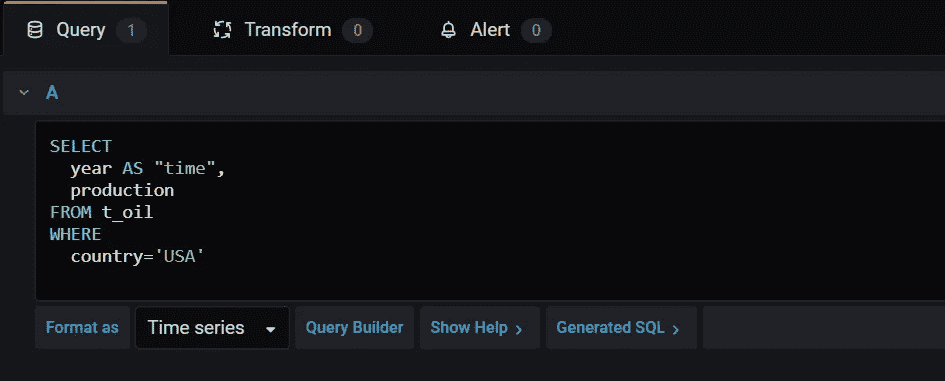 Query 1 Transform 0 Alert 0
A
SELECT
  year AS "time",
  production
FROM t_oil
WHERE
  country='USA'
Format as Time series Query Builder Show Help > Generated SQL >